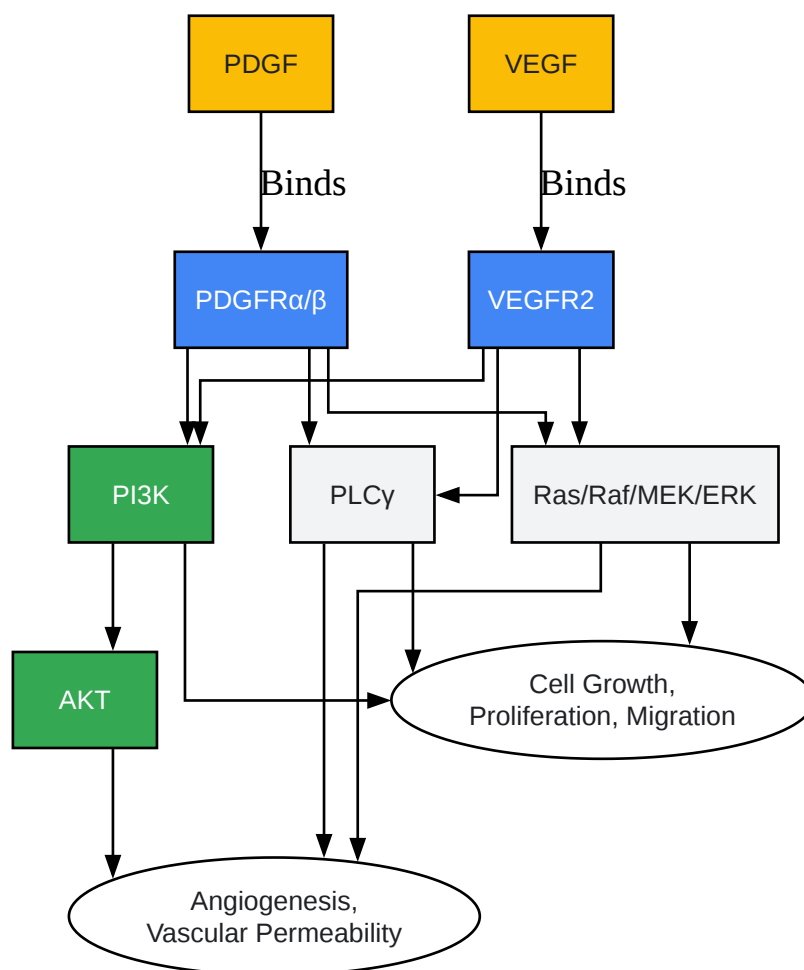 PDGF
VEGF
Binds
Binds
PDGFRα/β
VEGFR2
PI3K
PLCγ
Ras/Raf/MEK/ERK
AKT
Cell Growth,
Proliferation, Migration
Angiogenesis,
Vascular Permeability